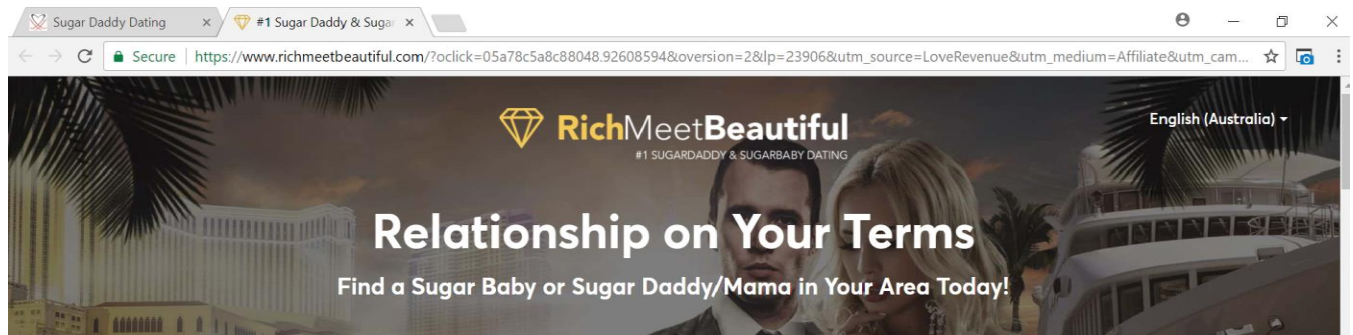 Sugar Daddy Dating
#1 Sugar Daddy & Sugar
Secure | https://www.richmeetbeautiful.com/?oclick=05a78c5a8c88048.92608594&oversion=2&lp=23906&utm_source=LoveRevenue&utm_medium=Affiliate&utm_cam...
RichMeetBeautiful
English (Australia)
#1 SUGARDADDY & SUGARBABY DATING
Relationship on Your Terms
Find a Sugar Baby or Sugar Daddy/Mama in Your Area Today!